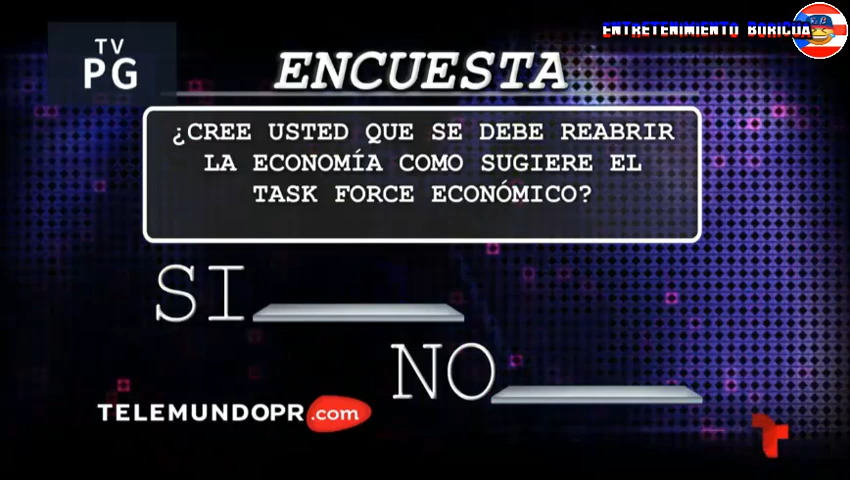 TV
PG
ENTRETENIMIENTO BORICUA
ENCUESTA
¿CREE USTED QUE SE DEBE REABRIR
LA ECONOMÍA COMO SUGIERE EL
TASK FORCE ECONÓMICO?
SI
NO
TELEMUNDOPR.com